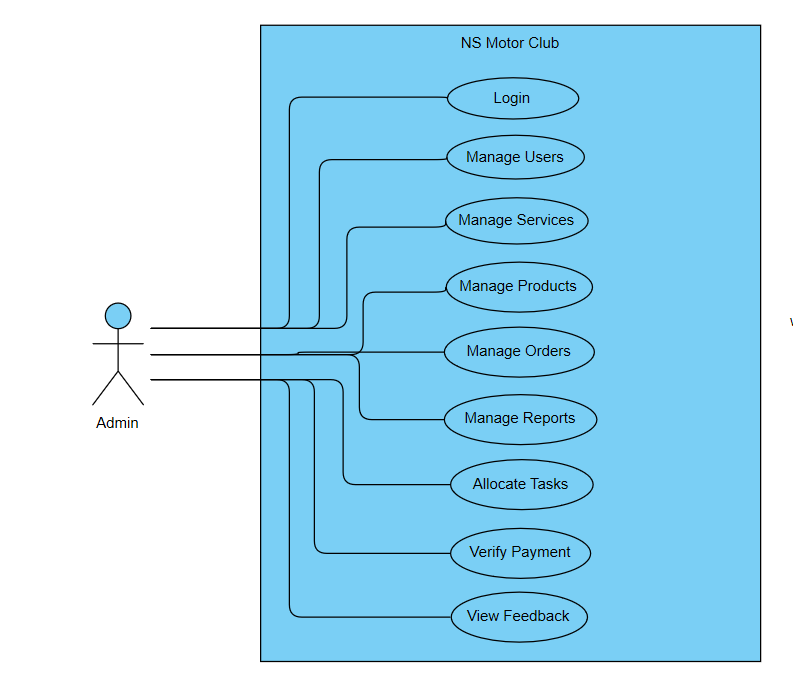 NS Motor Club
Login
Manage Users
Manage Services
Manage Products
Manage Orders
Manage Reports
Allocate Tasks
Verify Payment
View Feedback
Admin